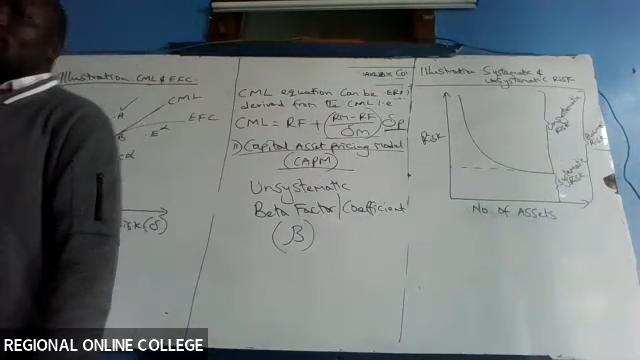 Illustration CML & EFC
CML
EFC
.A
B
.E
Risk(δ)
CML equation can be
derived from the CML i.e
CML = RF + (RM-RF/δm) δp
ii) Capital Asset pricing model
(CAPM)
Unsystematic
Beta Factor/Coefficient
(β)
Illustration Systematic &
unsystematic RISK
Risk
unsystematic
Risk
systematic
Risk
No. of Assets
REGIONAL ONLINE COLLEGE